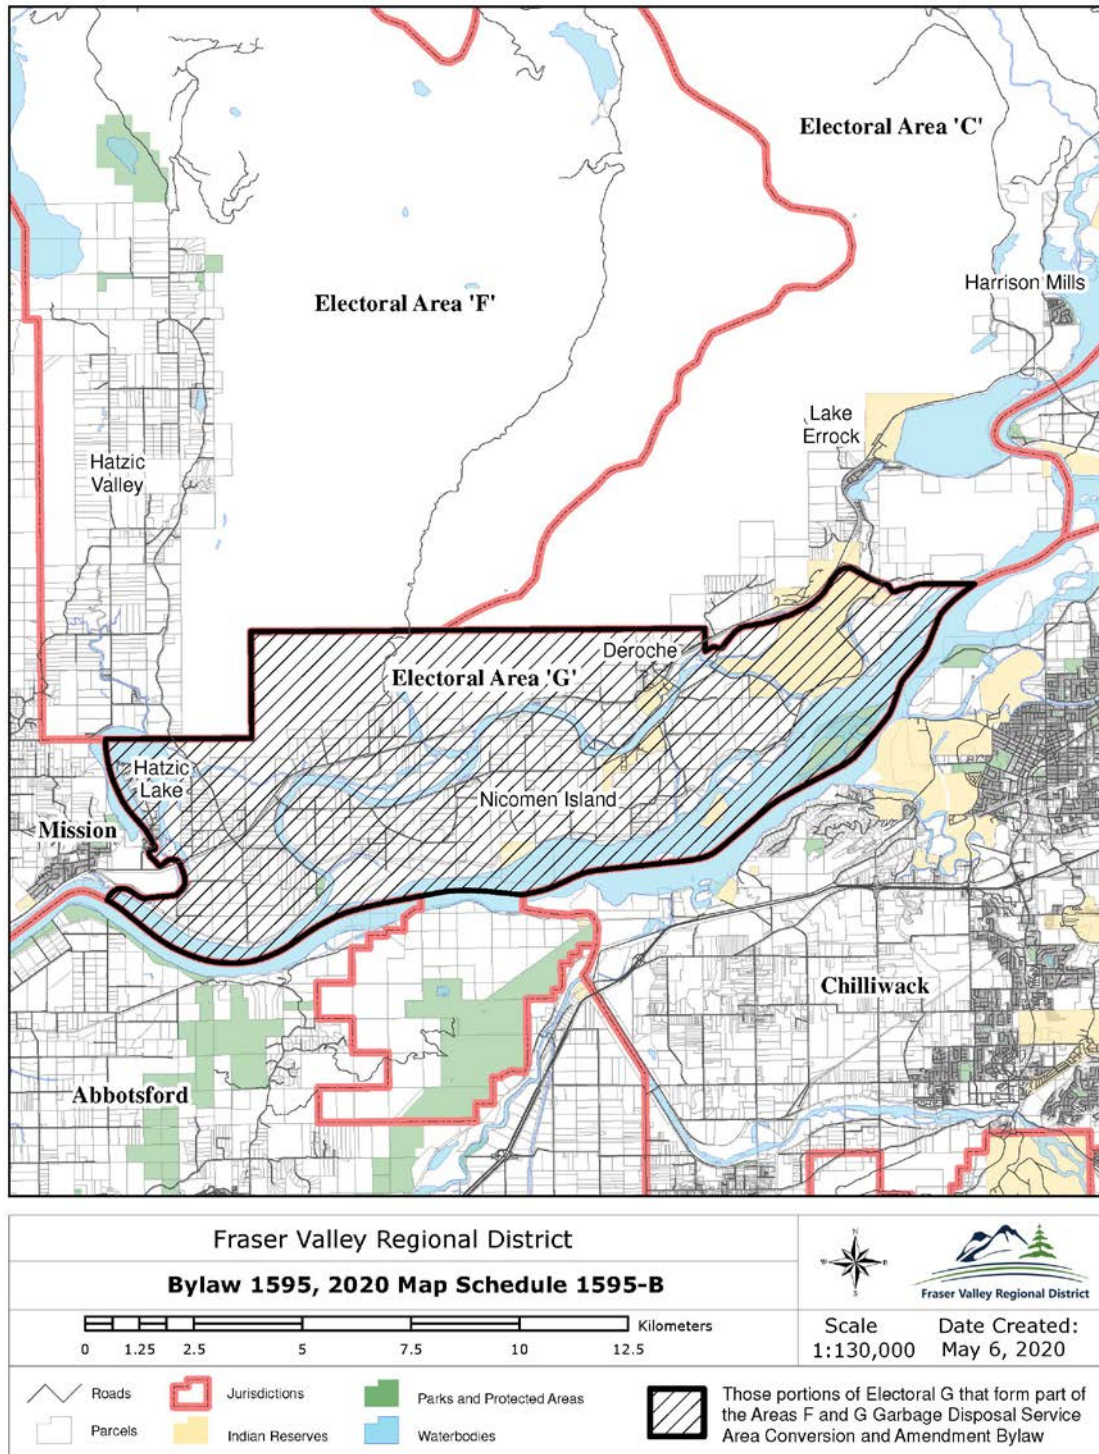 Electoral Area 'C'
Harrison Mills
Electoral Area 'F'
Lake
Errock
Hatzic
Valley
Deroche
Electoral Area 'G'
Hatzic
Lake
Nicomen Island
Mission
Chilliwack
Abbotsford
Fraser Valley Regional District
Bylaw 1595, 2020 Map Schedule 1595-B
N
W E
S
Fraser Valley Regional District
Kilometers
0 1.25 2.5 5 7.5 10 12.5
Scale
1:130,000
Date Created:
May 6, 2020
Roads
Jurisdictions
Parks and Protected Areas
Parcels
Indian Reserves
Waterbodies
Those portions of Electoral G that form part of
the Areas F and G Garbage Disposal Service
Area Conversion and Amendment Bylaw